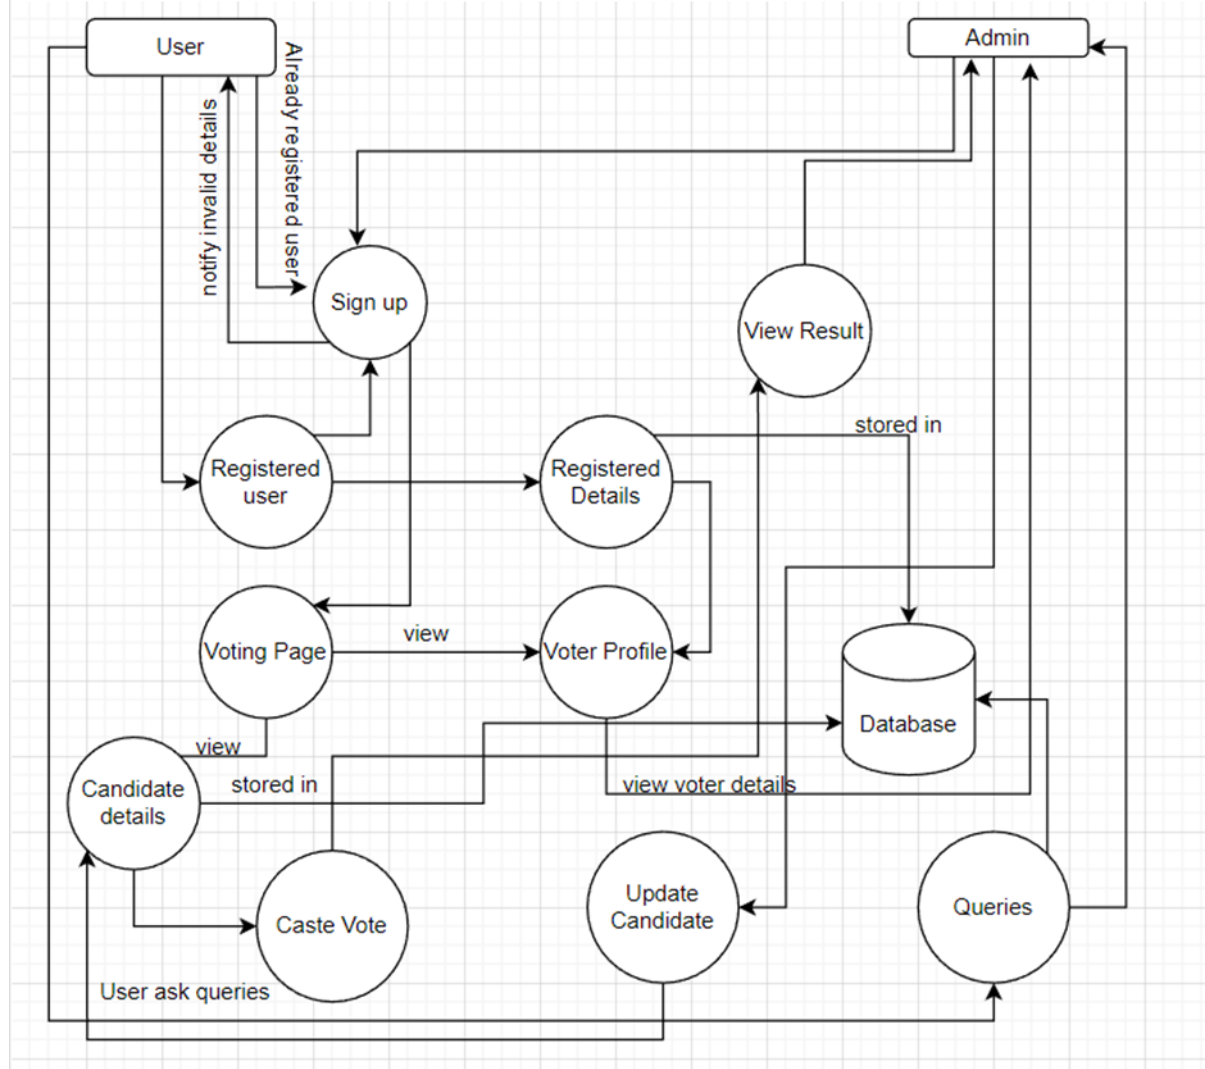 User
Admin
Already registered user
notify invalid details
Sign up
View Result
stored in
Registered
user
Registered
Details
view
Voting Page
Voter Profile
Database
view
stored in
view voter details
Candidate
details
Update
Candidate
Queries
Caste Vote
User ask queries